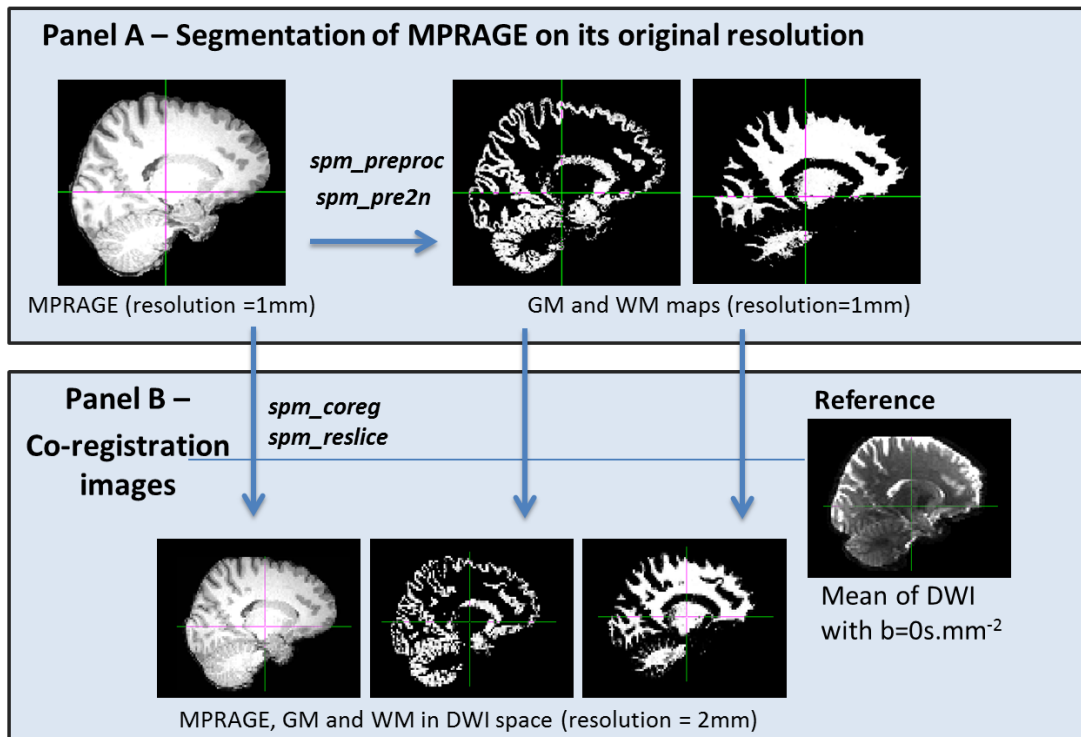 Panel A – Segmentation of MPRAGE on its original resolution
spm_preproc
spm_pre2n
MPRAGE (resolution =1mm)
GM and WM maps (resolution=1mm)
Panel B –
Co-registration
images
spm_coreg
spm_reslice
Reference
Mean of DWI
with b=0s.mm⁻²
MPRAGE, GM and WM in DWI space (resolution = 2mm)